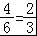 4/6 = 2/3